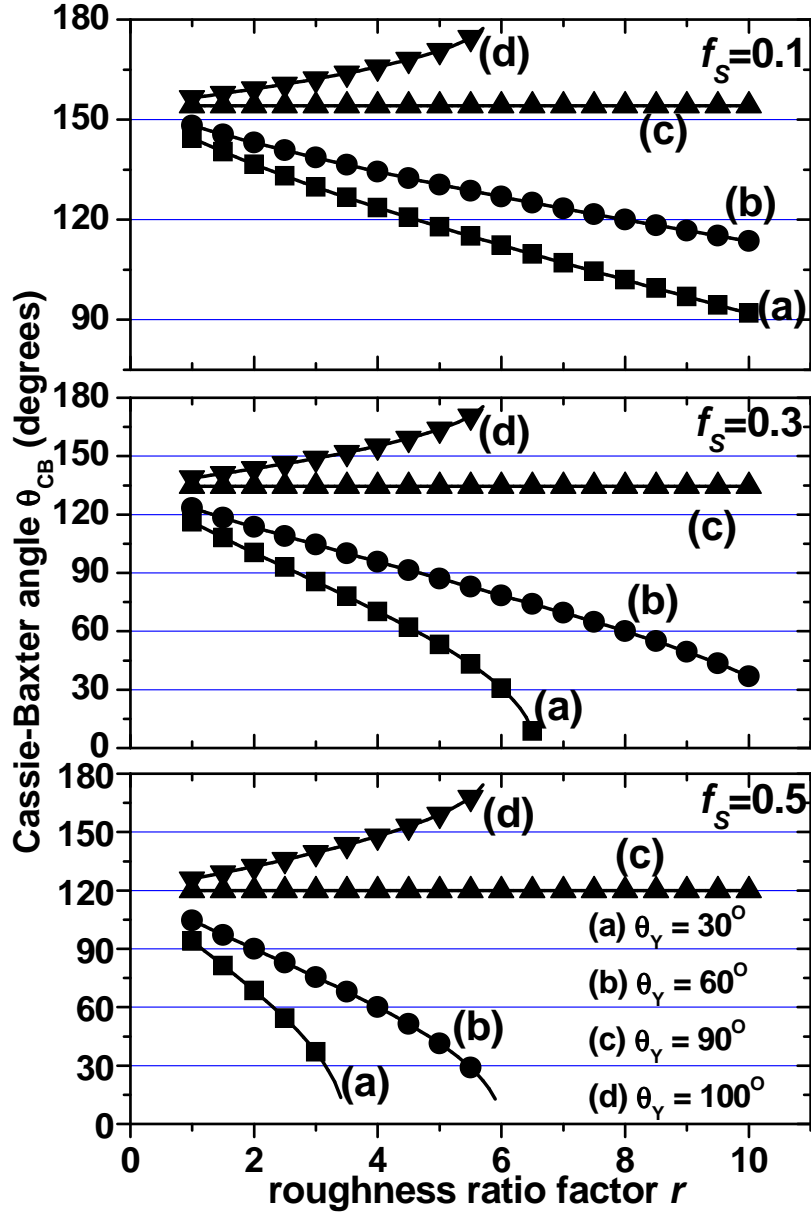 180
150
120
90
(d)
(c)
(b)
(a)
fS=0.1
180
150
120
90
60
30
0
(d)
(c)
(b)
(a)
fS=0.3
180
150
120
90
60
30
0
(d)
(c)
(b)
(a)
fS=0.5
(a) θY = 30O
(b) θY = 60O
(c) θY = 90O
(d) θY = 100O
0 2 4 6 8 10
roughness ratio factor r
Cassie-Baxter angle θCB (degrees)